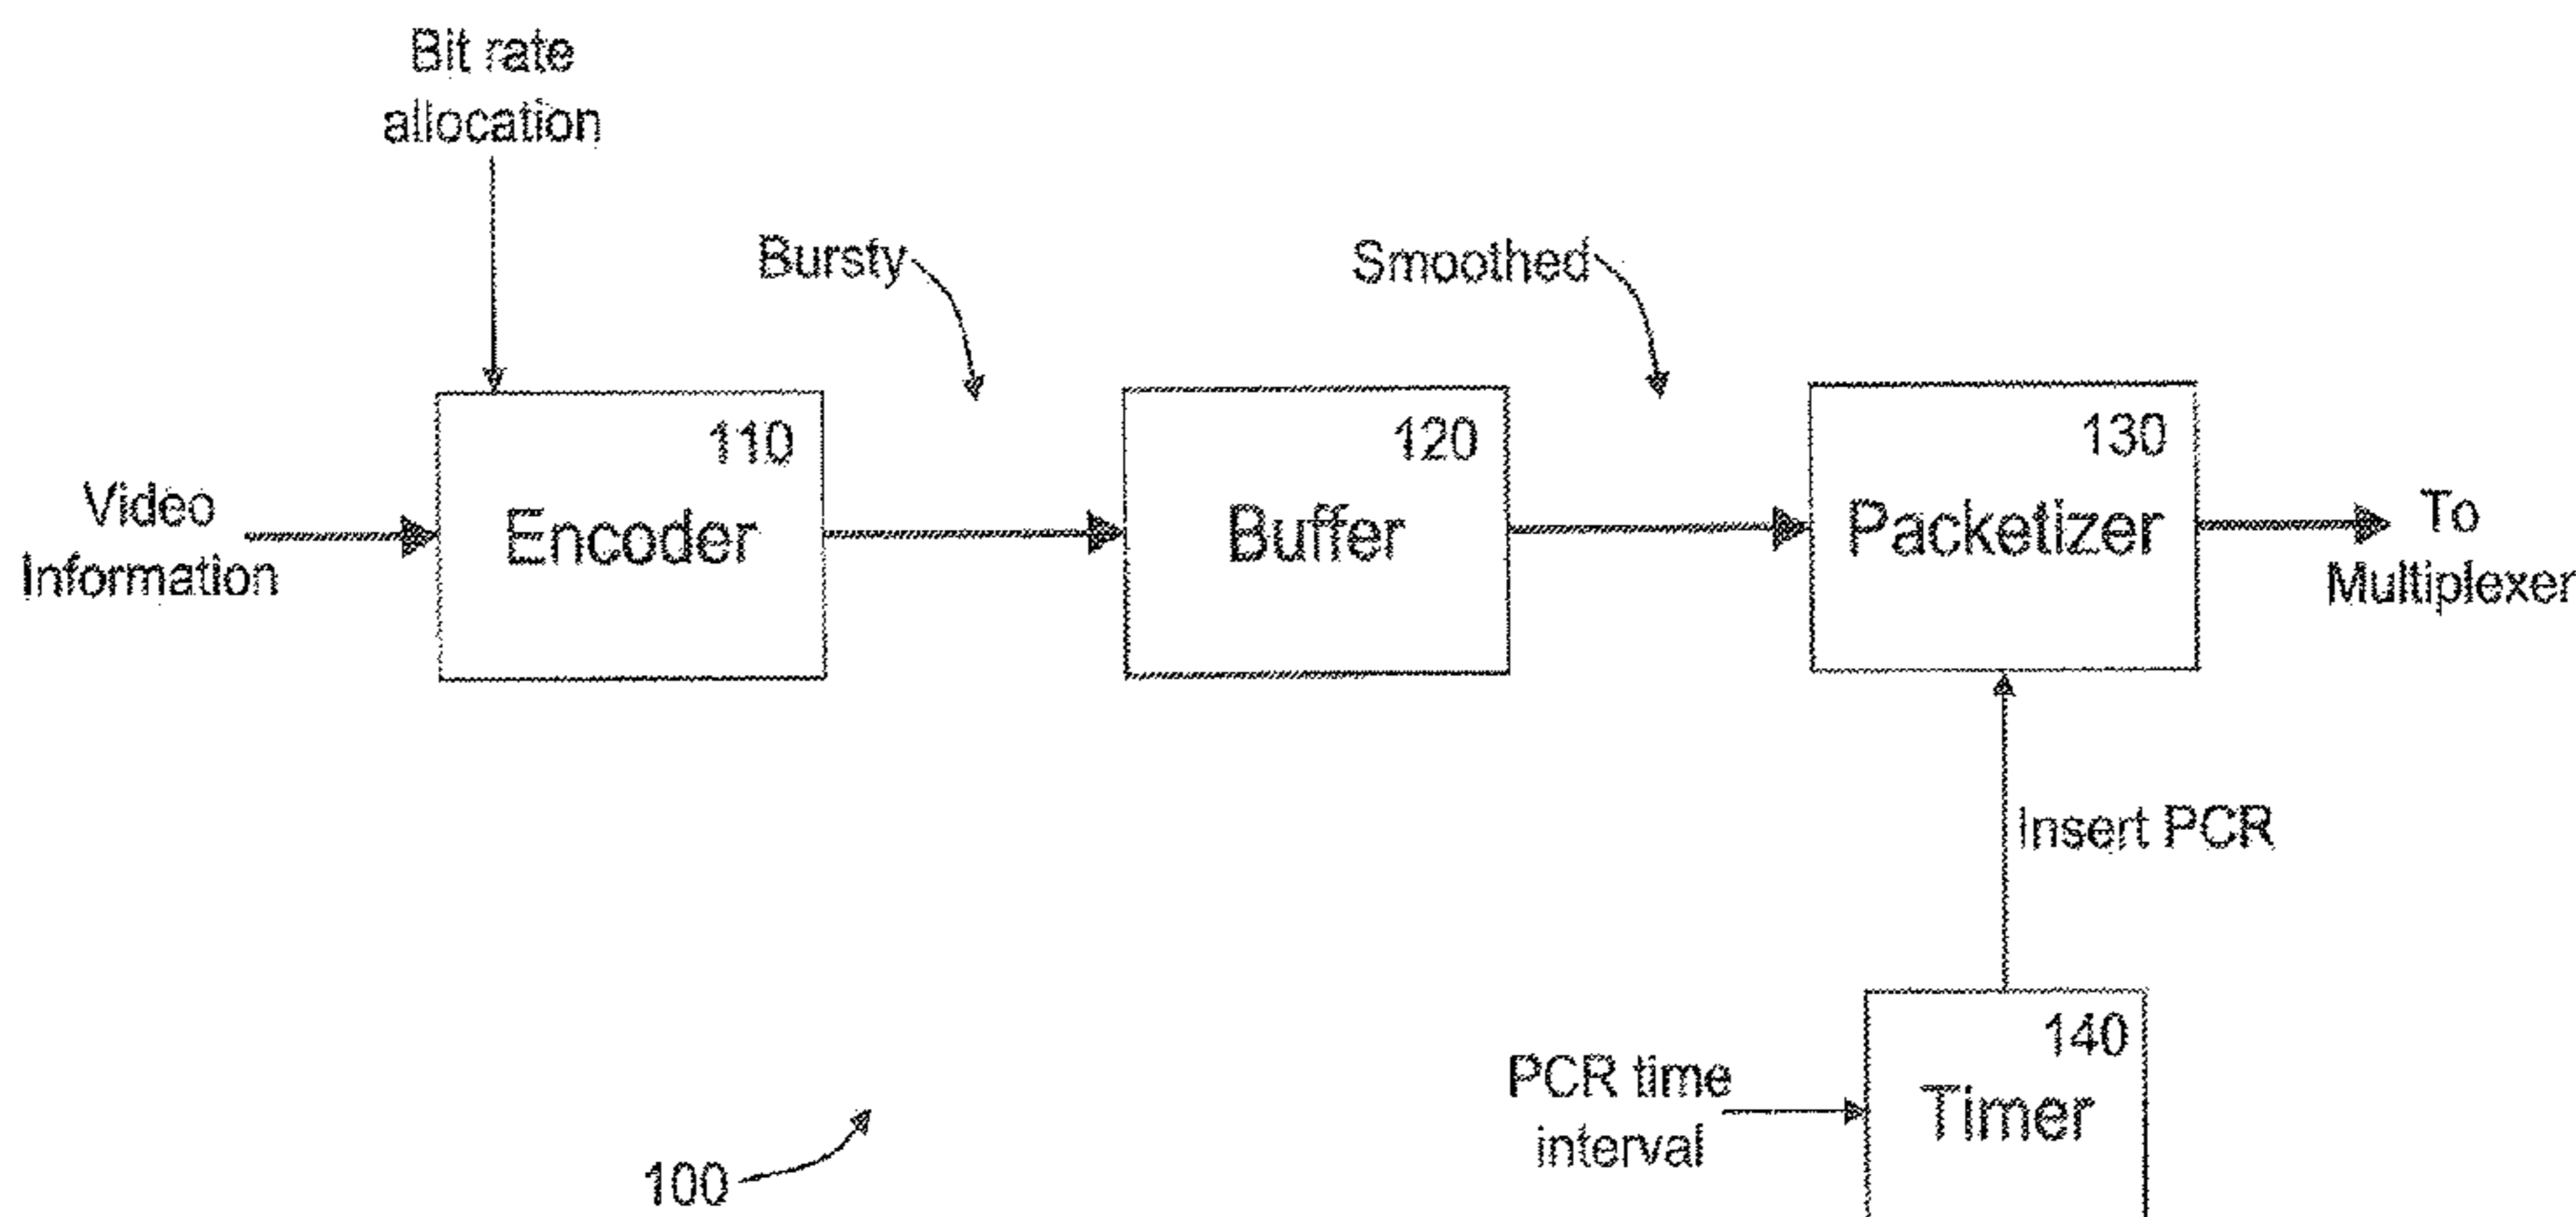 Bit rate
allocation
Bursty
Smoothed
110
120
130
Video
Information
Encoder
Buffer
Packetizer
To
Multiplexer
Insert PCR
140
PCR time
interval
Timer
100